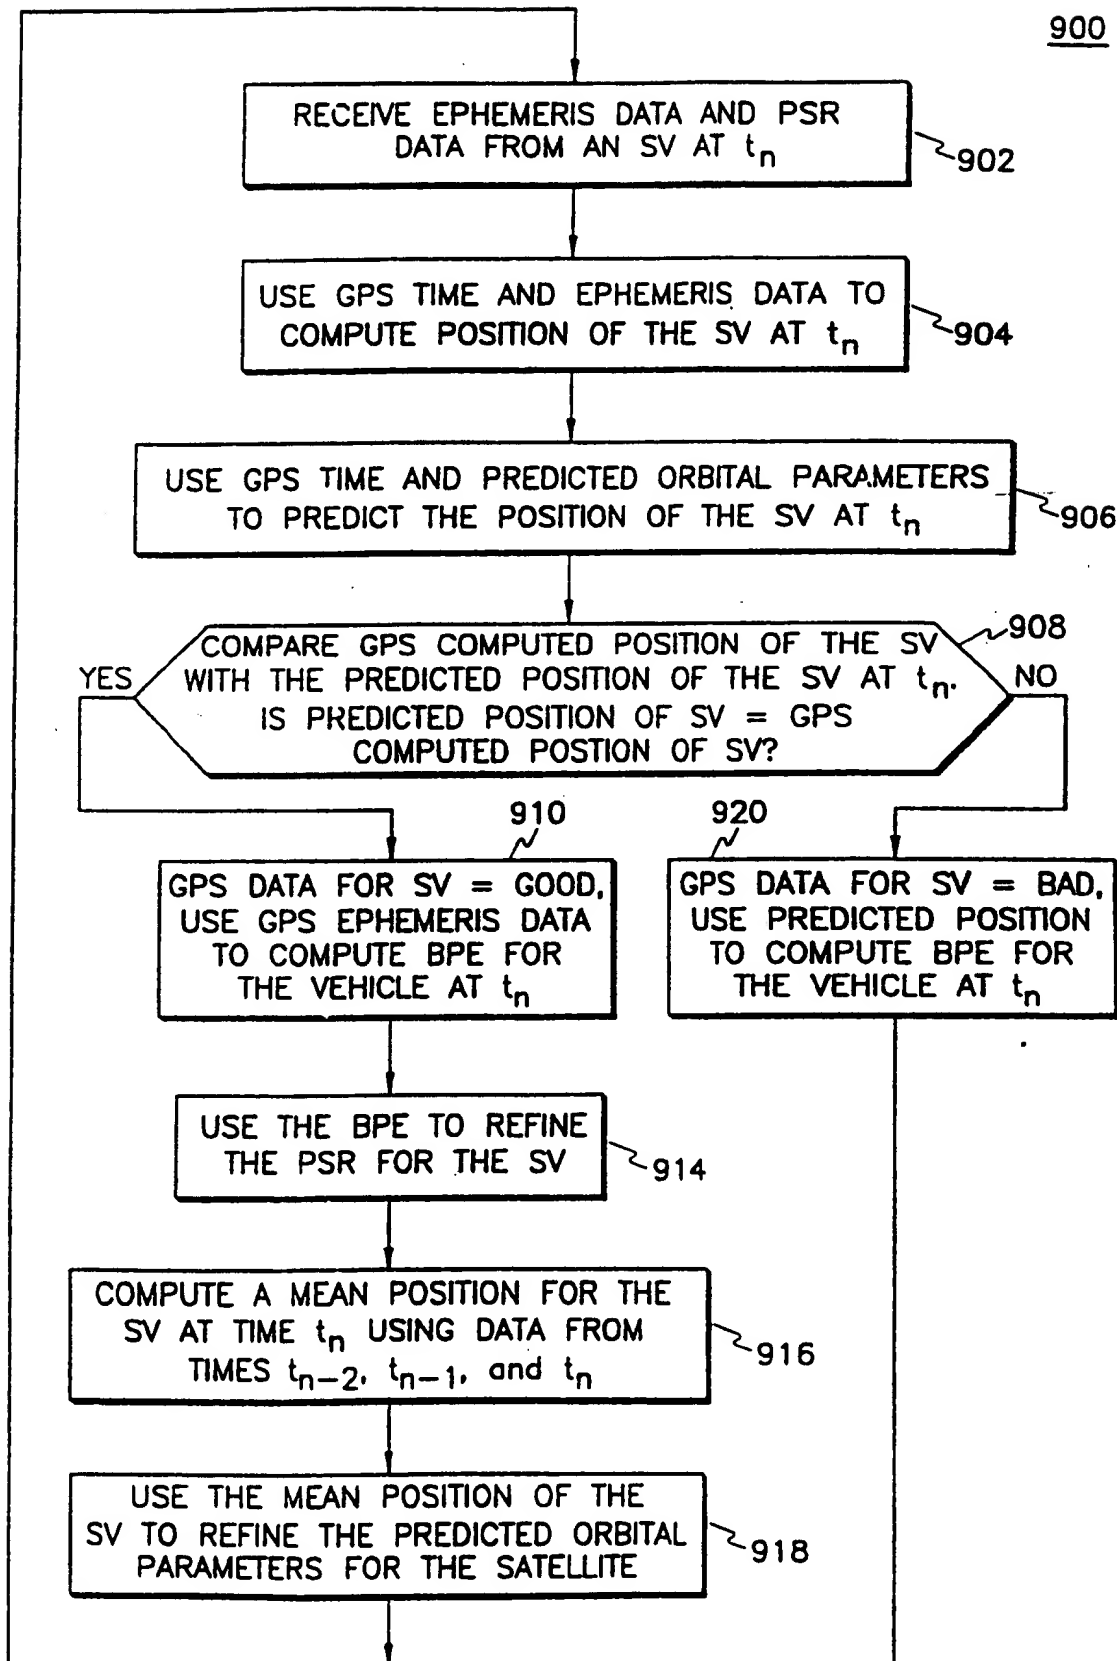 900
RECEIVE EPHEMERIS DATA AND PSR
DATA FROM AN SV AT tn
902
USE GPS TIME AND EPHEMERIS DATA TO
COMPUTE POSITION OF THE SV AT tn
904
USE GPS TIME AND PREDICTED ORBITAL PARAMETERS
TO PREDICT THE POSITION OF THE SV AT tn
906
COMPARE GPS COMPUTED POSITION OF THE SV
WITH THE PREDICTED POSITION OF THE SV AT tn.
IS PREDICTED POSITION OF SV = GPS
COMPUTED POSTION OF SV?
908
YES
NO
910
GPS DATA FOR SV = GOOD,
USE GPS EPHEMERIS DATA
TO COMPUTE BPE FOR
THE VEHICLE AT tn
920
GPS DATA FOR SV = BAD,
USE PREDICTED POSITION
TO COMPUTE BPE FOR
THE VEHICLE AT tn
USE THE BPE TO REFINE
THE PSR FOR THE SV
914
COMPUTE A MEAN POSITION FOR THE
SV AT TIME tn USING DATA FROM
TIMES tn-2, tn-1, and tn
916
USE THE MEAN POSITION OF THE
SV TO REFINE THE PREDICTED ORBITAL
PARAMETERS FOR THE SATELLITE
918